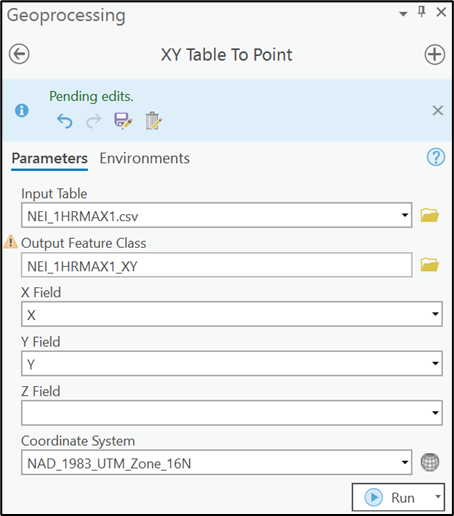 Geoprocessing
XY Table To Point
Pending edits.
Parameters Environments
Input Table
NEI_1HRMAX1.csv
Output Feature Class
NEI_1HRMAX1_XY
X Field
X
Y Field
Y
Z Field
Coordinate System
NAD_1983_UTM_Zone_16N
Run